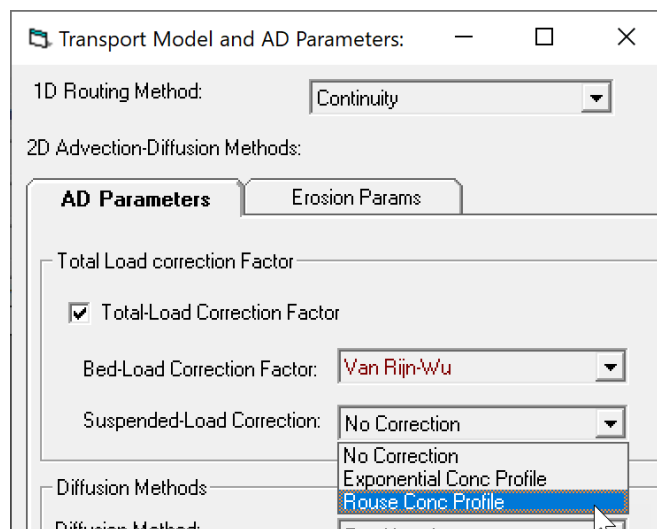 Transport Model and AD Parameters:
1D Routing Method: Continuity
2D Advection-Diffusion Methods:
AD Parameters Erosion Params
Total Load correction Factor
Total-Load Correction Factor
Bed-Load Correction Factor: Van Rijn-Wu
Suspended-Load Correction: No Correction
No Correction
Exponential Conc Profile
Rouse Conc Profile
Diffusion Methods
Diffusion Method: